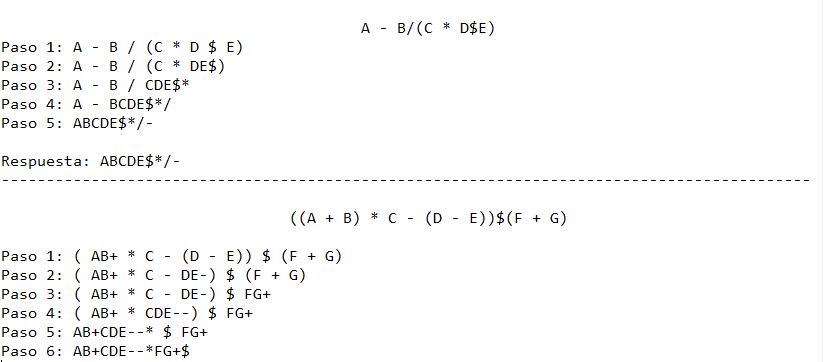 A - B/(C * D$E)
Paso 1: A - B / (C * D $ E)
Paso 2: A - B / (C * DE$)
Paso 3: A - B / CDE$*
Paso 4: A - BCDE$*/
Paso 5: ABCDE$*/-
Respuesta: ABCDE$*/-
-----------------------------------------------------------------------------------------
((A + B) * C - (D - E))$(F + G)
Paso 1: ( AB+ * C - (D - E)) $ (F + G)
Paso 2: ( AB+ * C - DE-) $ (F + G)
Paso 3: ( AB+ * C - DE-) $ FG+
Paso 4: ( AB+ * CDE--) $ FG+
Paso 5: AB+CDE--* $ FG+
Paso 6: AB+CDE--*FG+$